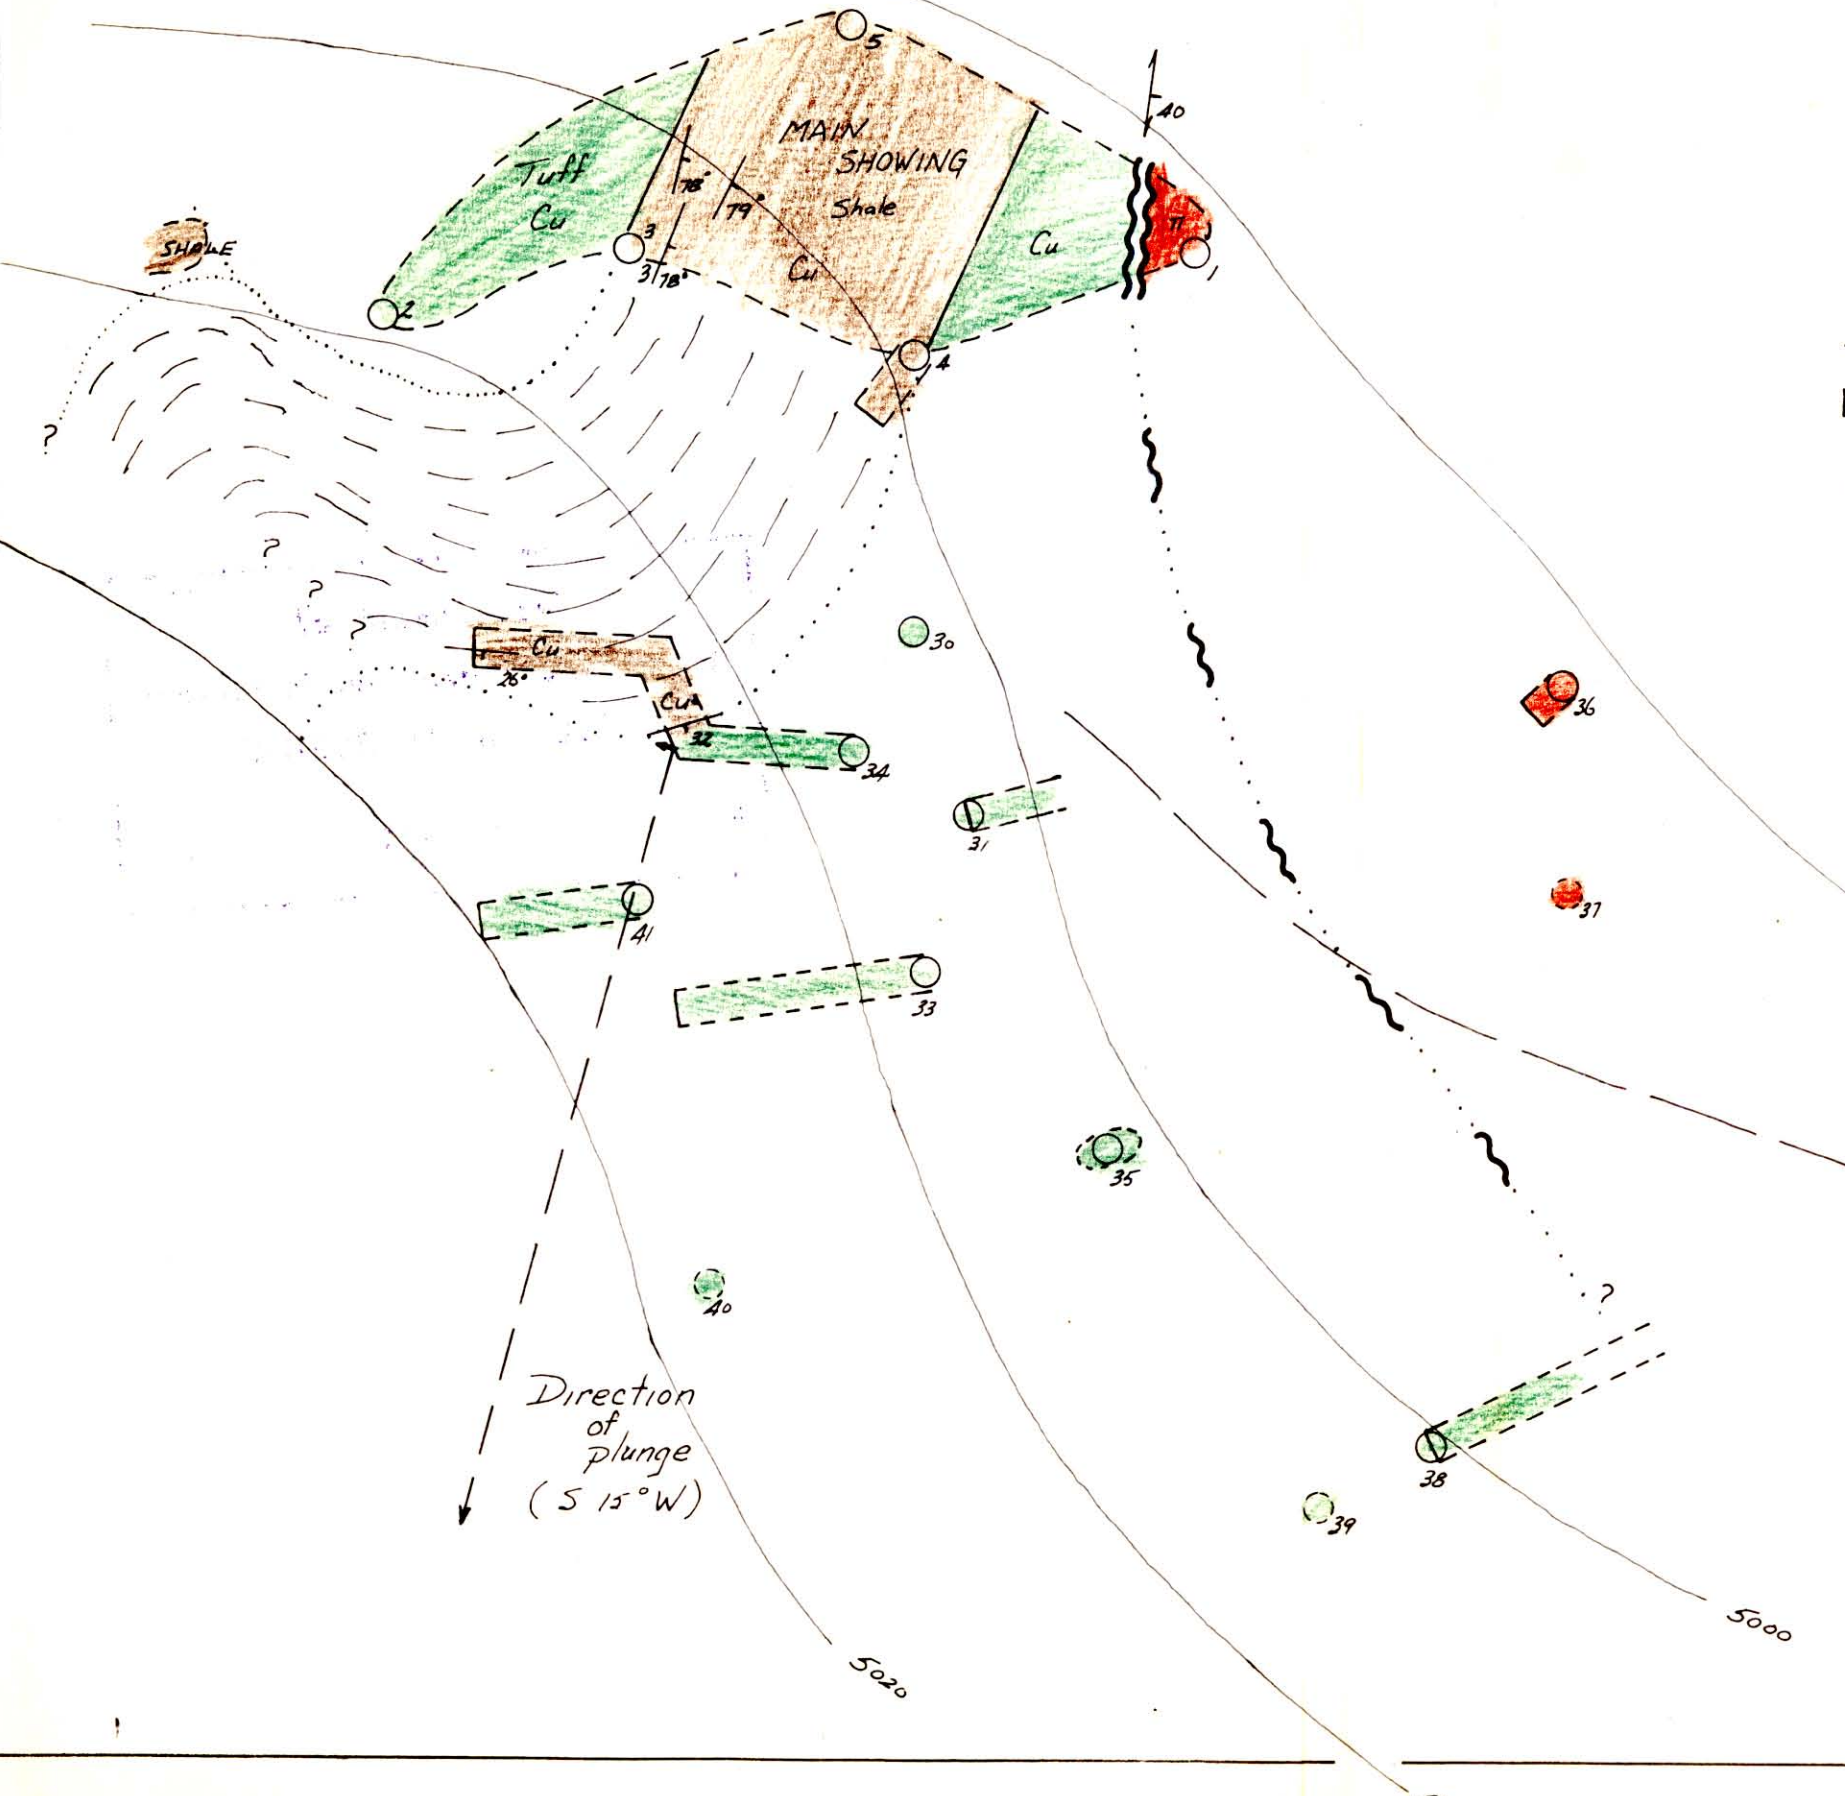 5
40
MAIN
SHOWING
Shale
Cu
Tuff
Cu
78°
79°
Cu
π
1
SHALE
3
3
78°
2
4
?
?
?
?
30
Cu
26°
Cu
32
34
36
31
37
41
33
35
?
40
Direction
of
plunge
(S 15° W)
38
39
5000
5020